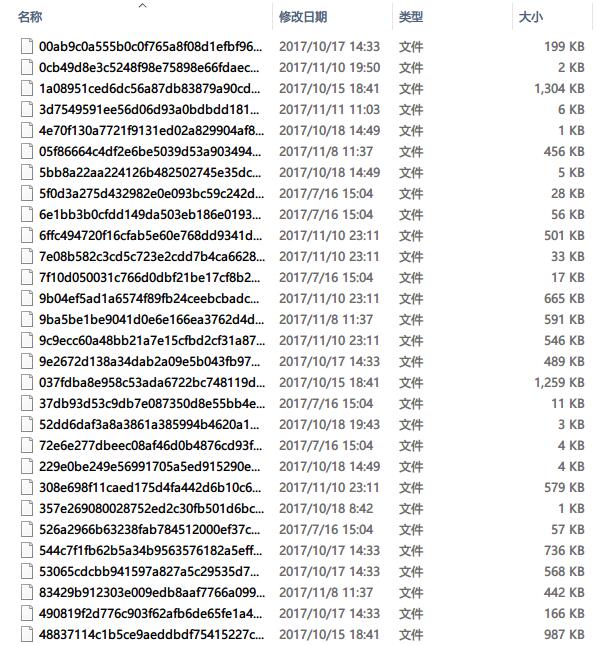 名称 修改日期 类型 大小
00ab9c0a555b0c0f765a8f08d1efbf96... 2017/10/17 14:33 文件 199 KB
0cb49d8e3c5248f98e75898e66fdaec... 2017/11/10 19:50 文件 2 KB
1a08951ced6dc56a87db83879a90cd... 2017/10/15 18:41 文件 1,304 KB
3d7549591ee56d06d93a0bdbdd181... 2017/11/11 11:03 文件 6 KB
4e70f130a7721f9131ed02a829904af8... 2017/10/18 14:49 文件 1 KB
05f86664c4df2e6be5039d53a903494... 2017/11/8 11:37 文件 456 KB
5bb8a22aa224126b482502745e35dc... 2017/10/18 14:49 文件 5 KB
5f0d3a275d432982e0e093bc59c242d... 2017/7/16 15:04 文件 28 KB
6e1bb3b0cfdd149da503eb186e0193... 2017/7/16 15:04 文件 56 KB
6ffc494720f16cfab5e60e768dd9341d... 2017/11/10 23:11 文件 501 KB
7e08b582c3cd5c723e2cdd7b4ca6628... 2017/11/10 23:11 文件 33 KB
7f10d050031c766d0dbf21be17cf8b2... 2017/7/16 15:04 文件 17 KB
9b04ef5ad1a6574f89fb24ceebcbadc... 2017/11/10 23:11 文件 665 KB
9ba5be1be9041d0e6e166ea3762d4d... 2017/11/8 11:37 文件 591 KB
9c9ecc60a48bb21a7e15cfbd2cf31a87... 2017/11/10 23:11 文件 546 KB
9e2672d138a34dab2a09e5b043fb97... 2017/10/17 14:33 文件 489 KB
037fdba8e958c53ada6722bc748119d... 2017/10/15 18:41 文件 1,259 KB
37db93d53c9db7e087350d8e55bb4e... 2017/7/16 15:04 文件 11 KB
52dd6daf3a8a3861a385994b4620a1... 2017/10/18 19:43 文件 3 KB
72e6e277dbeec08af46d0b4876cd93f... 2017/7/16 15:04 文件 4 KB
229e0be249e56991705a5ed915290e... 2017/10/18 14:49 文件 4 KB
308e698f11caed175d4fa442d6b10c6... 2017/11/10 23:11 文件 579 KB
357e269080028752ed2c30fb501d6bc... 2017/10/18 8:42 文件 1 KB
526a2966b63238fab784512000ef37c... 2017/7/16 15:04 文件 57 KB
544c7f1fb62b5a34b9563576182a5eff... 2017/10/17 14:33 文件 736 KB
53065cdcbb941597a827a5c29535d7... 2017/10/17 14:33 文件 568 KB
83429b912303e009edb8aaf7766a099... 2017/11/8 11:37 文件 442 KB
490819f2d776c903f62afb6de65fe1a4... 2017/10/17 14:33 文件 166 KB
48837114c1b5ce9aeddbdf75415227c... 2017/10/15 18:41 文件 987 KB